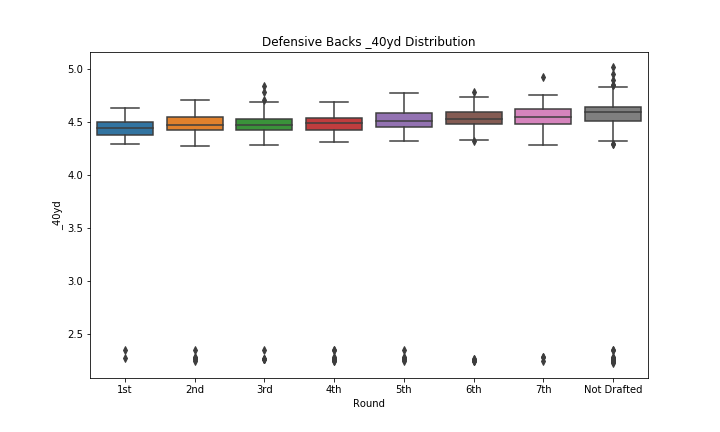 Defensive Backs _40yd Distribution
5.0
4.5
4.0
3.5
3.0
2.5
_40yd
1st 2nd 3rd 4th 5th 6th 7th Not Drafted
Round